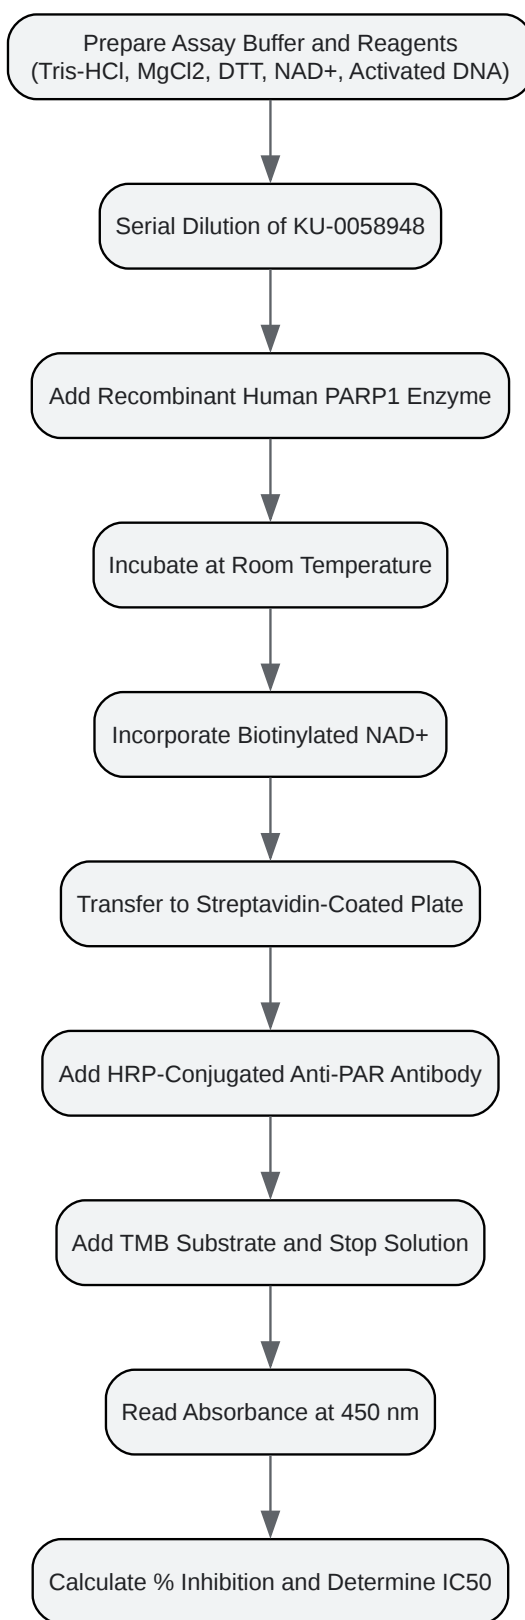 Prepare Assay Buffer and Reagents
(Tris-HCl, MgCl2, DTT, NAD+, Activated DNA)
Serial Dilution of KU-0058948
Add Recombinant Human PARP1 Enzyme
Incubate at Room Temperature
Incorporate Biotinylated NAD+
Transfer to Streptavidin-Coated Plate
Add HRP-Conjugated Anti-PAR Antibody
Add TMB Substrate and Stop Solution
Read Absorbance at 450 nm
Calculate % Inhibition and Determine IC50